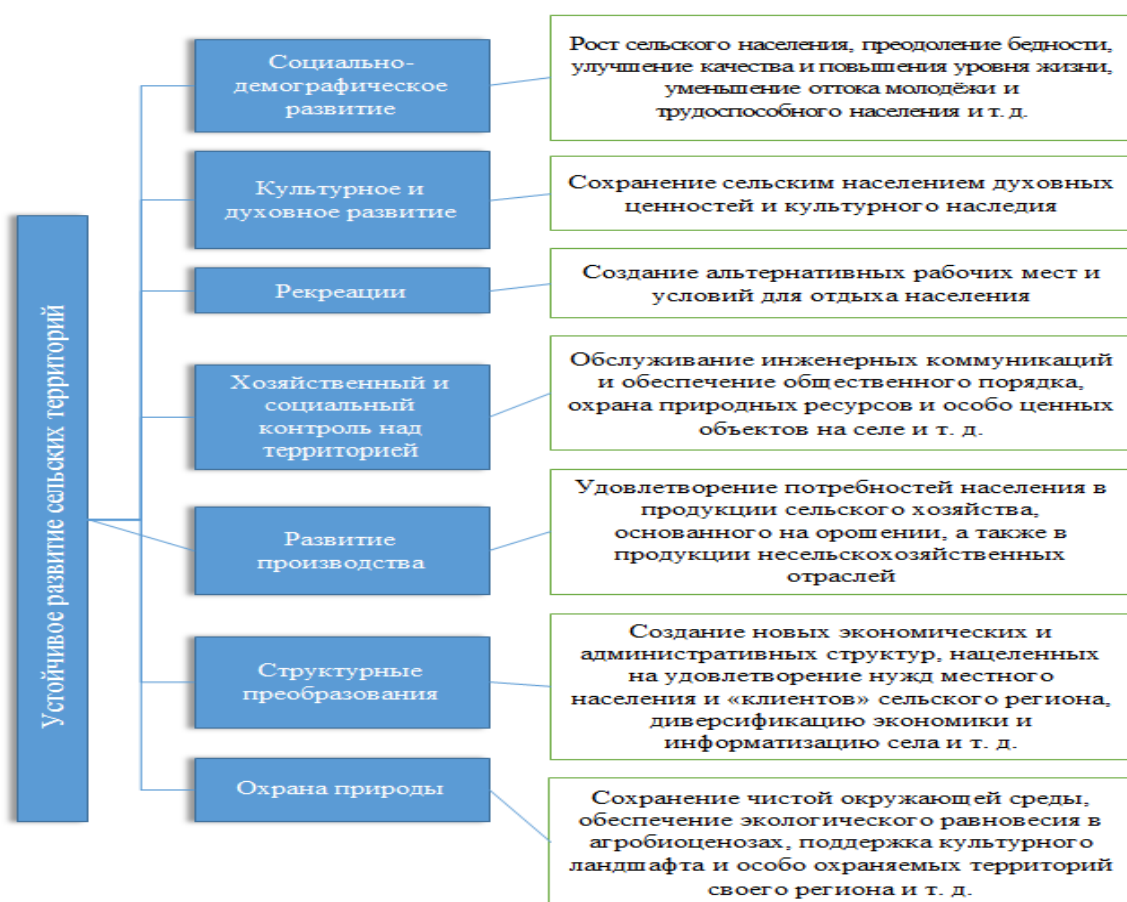 Устойчивое развитие сельских территорий
Социально-
демографическое
развитие
Рост сельского населения, преодоление бедности,
улучшение качества и повышения уровня жизни,
уменьшение оттока молодёжи и
трудоспособного населения и т. д.
Культурное и
духовное развитие
Сохранение сельским населением духовных
ценностей и культурного наследия
Рекреации
Создание альтернативных рабочих мест и
условий для отдыха населения
Хозяйственный и
социальный
контроль над
территорией
Обслуживание инженерных коммуникаций
и обеспечение общественного порядка,
охрана природных ресурсов и особо ценных
объектов на селе и т. д.
Развитие
производства
Удовлетворение потребностей населения в
продукции сельского хозяйства,
основанного на орошении, а также в
продукции несельскохозяйственных
отраслей
Структурные
преобразования
Создание новых экономических и
административных структур, нацеленных
на удовлетворение нужд местного
населения и «клиентов» сельского региона,
диверсификацию экономики и
информатизацию села и т. д.
Охрана природы
Сохранение чистой окружающей среды,
обеспечение экологического равновесия в
агробиоценозах, поддержка культурного
ландшафта и особо охраняемых территорий
своего региона и т. д.